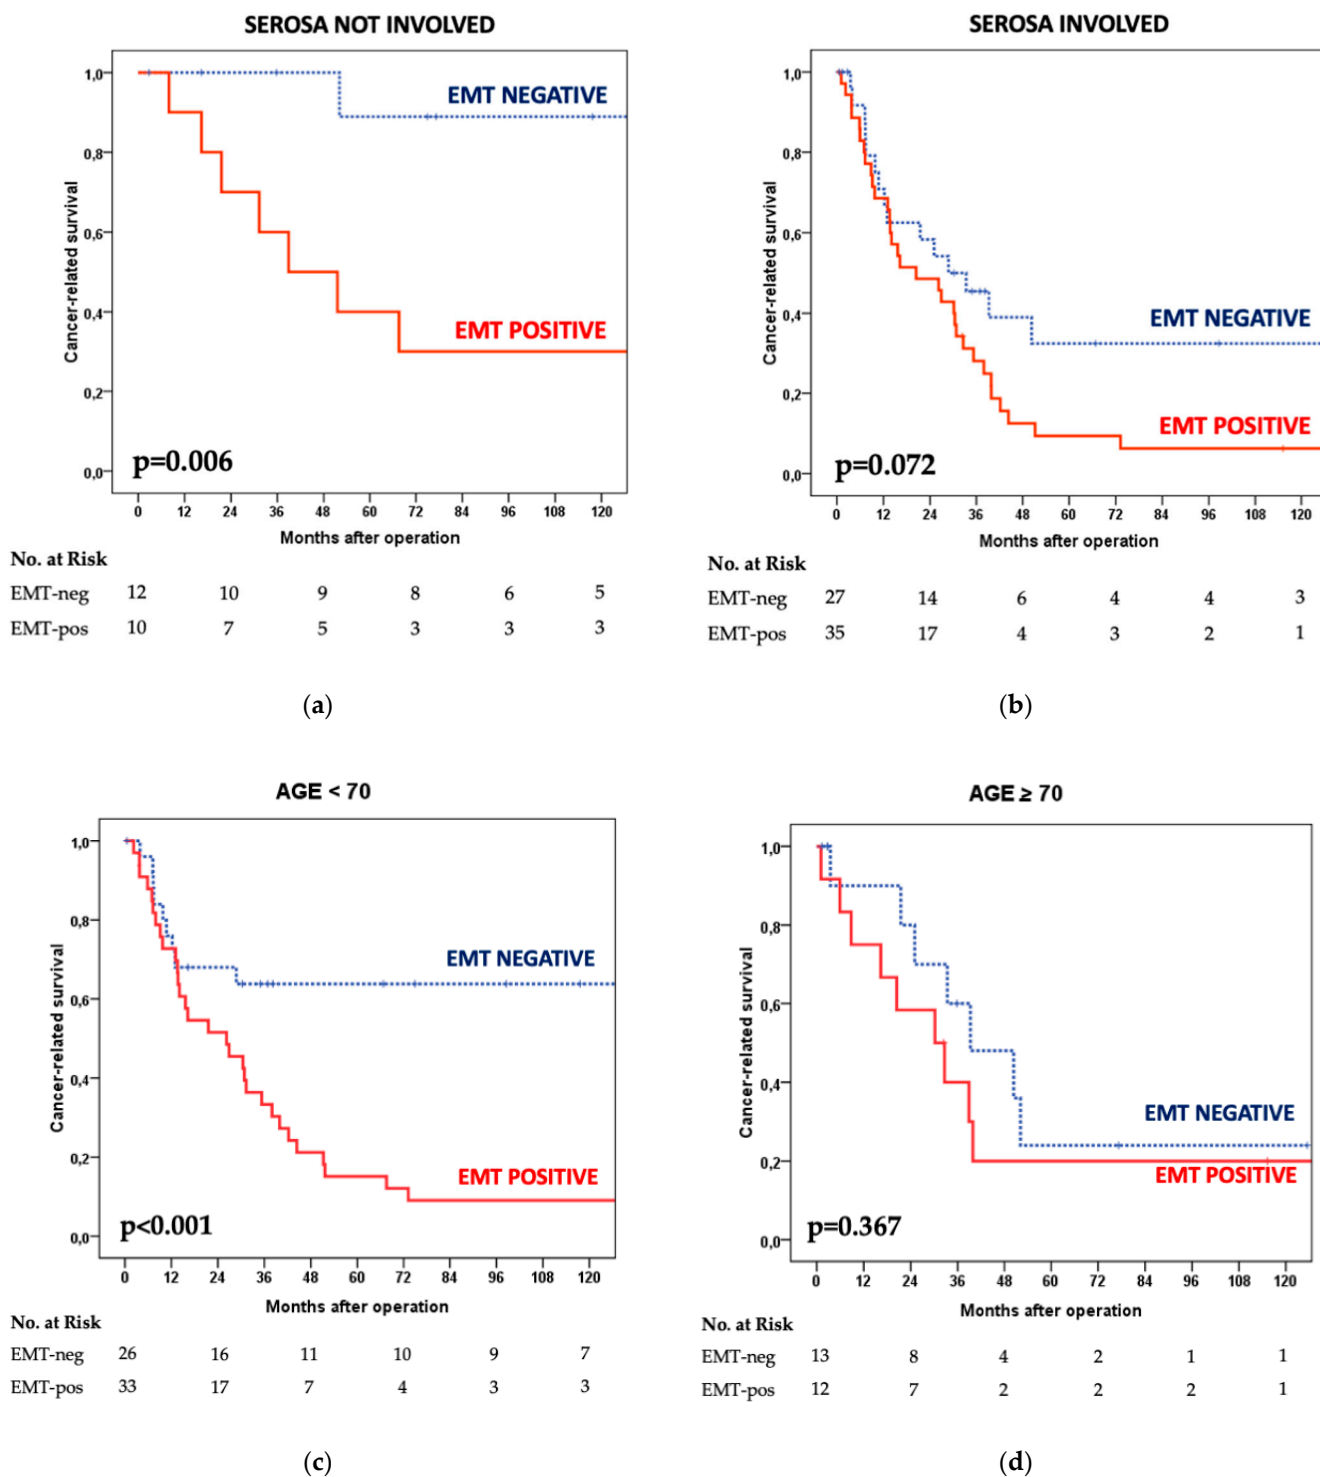 SEROSA NOT INVOLVED
1,0
0,8
0,6
0,4
0,2
0,0
Cancer-related survival
EMT NEGATIVE
EMT POSITIVE
p=0.006
0 12 24 36 48 60 72 84 96 108 120
Months after operation
No. at Risk
EMT-neg 12 10 9 8 6 5
EMT-pos 10 7 5 3 3 3
(a)
SEROSA INVOLVED
1,0
0,8
0,6
0,4
0,2
0,0
Cancer-related survival
EMT NEGATIVE
EMT POSITIVE
p=0.072
0 12 24 36 48 60 72 84 96 108 120
Months after operation
No. at Risk
EMT-neg 27 14 6 4 4 3
EMT-pos 35 17 4 3 2 1
(b)
AGE < 70
1,0
0,8
0,6
0,4
0,2
0,0
Cancer-related survival
EMT NEGATIVE
EMT POSITIVE
p<0.001
0 12 24 36 48 60 72 84 96 108 120
Months after operation
No. at Risk
EMT-neg 26 16 11 10 9 7
EMT-pos 33 17 7 4 3 3
(c)
AGE ≥ 70
1,0
0,8
0,6
0,4
0,2
0,0
Cancer-related survival
EMT NEGATIVE
EMT POSITIVE
p=0.367
0 12 24 36 48 60 72 84 96 108 120
Months after operation
No. at Risk
EMT-neg 13 8 4 2 1 1
EMT-pos 12 7 2 2 2 1
(d)